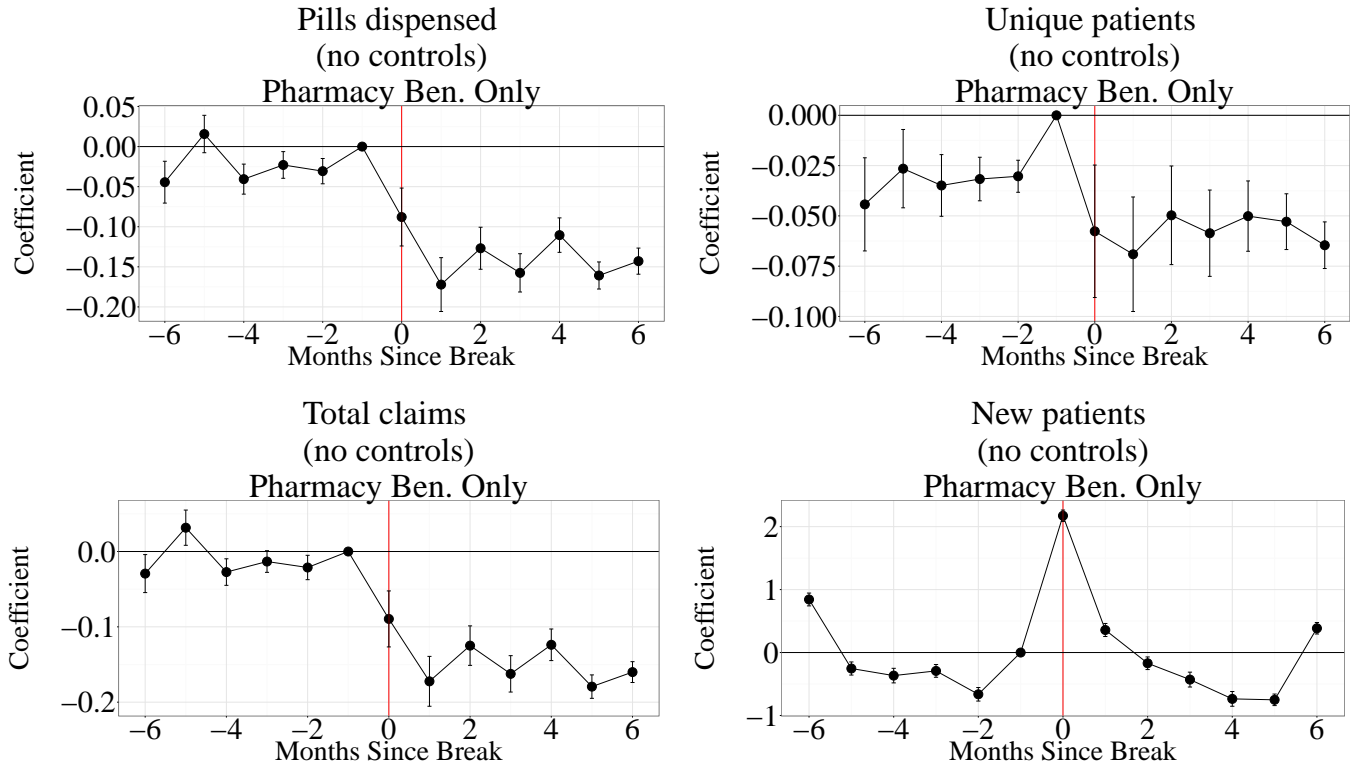 Pills dispensed
(no controls)
Pharmacy Ben. Only
0.05
0.00
−0.05
−0.10
−0.15
−0.20
Coefficient
−6 −4 −2 0 2 4 6
Months Since Break
Unique patients
(no controls)
Pharmacy Ben. Only
0.000
−0.025
−0.050
−0.075
−0.100
Coefficient
−6 −4 −2 0 2 4 6
Months Since Break
Total claims
(no controls)
Pharmacy Ben. Only
0.0
−0.1
−0.2
Coefficient
−6 −4 −2 0 2 4 6
Months Since Break
New patients
(no controls)
Pharmacy Ben. Only
2
1
0
−1
Coefficient
−6 −4 −2 0 2 4 6
Months Since Break